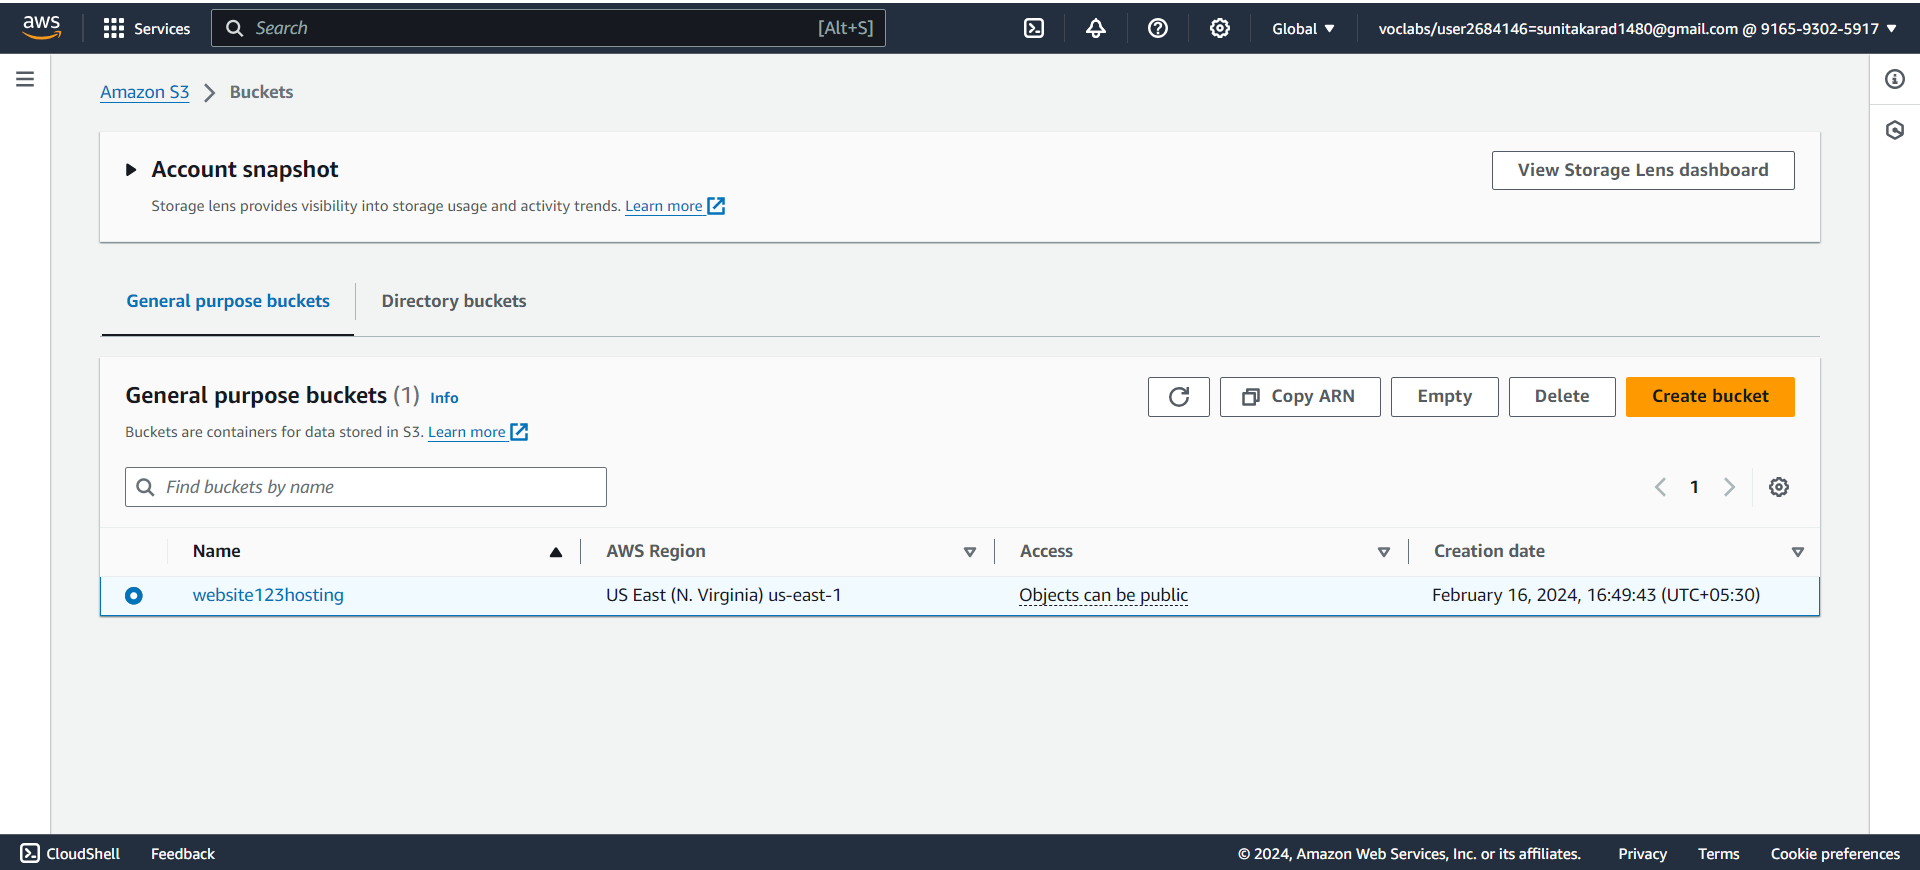 aws
Services
Search
[Alt+S]
Global
voclabs/user2684146=sunitakarad1480@gmail.com @ 9165-9302-5917
Amazon S3
Buckets
Account snapshot
View Storage Lens dashboard
Storage lens provides visibility into storage usage and activity trends. Learn more
General purpose buckets
Directory buckets
General purpose buckets (1) Info
Copy ARN
Empty
Delete
Create bucket
Buckets are containers for data stored in S3. Learn more
Find buckets by name
1
Name
AWS Region
Access
Creation date
website123hosting
US East (N. Virginia) us-east-1
Objects can be public
February 16, 2024, 16:49:43 (UTC+05:30)
CloudShell
Feedback
© 2024, Amazon Web Services, Inc. or its affiliates.
Privacy
Terms
Cookie preferences